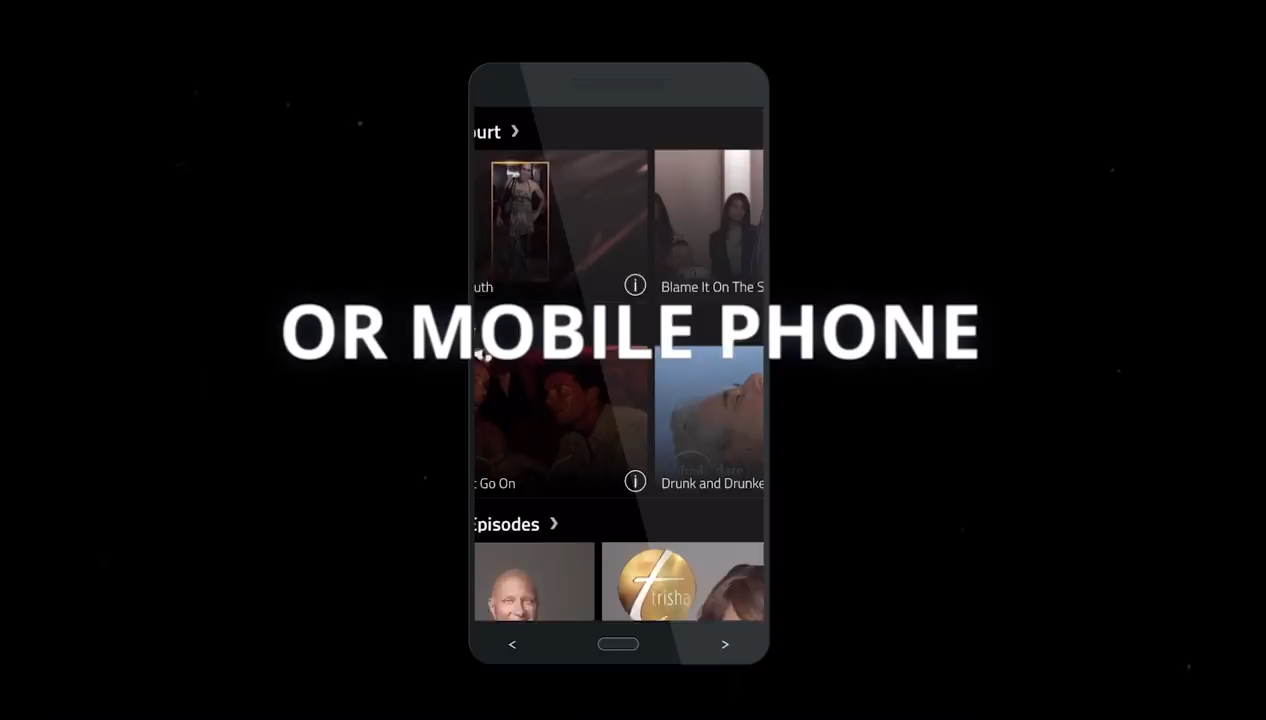 ourt
uth
Blame It On The S
OR MOBILE PHONE
t Go On
Drunk and Drunke
Episodes
t
trisha